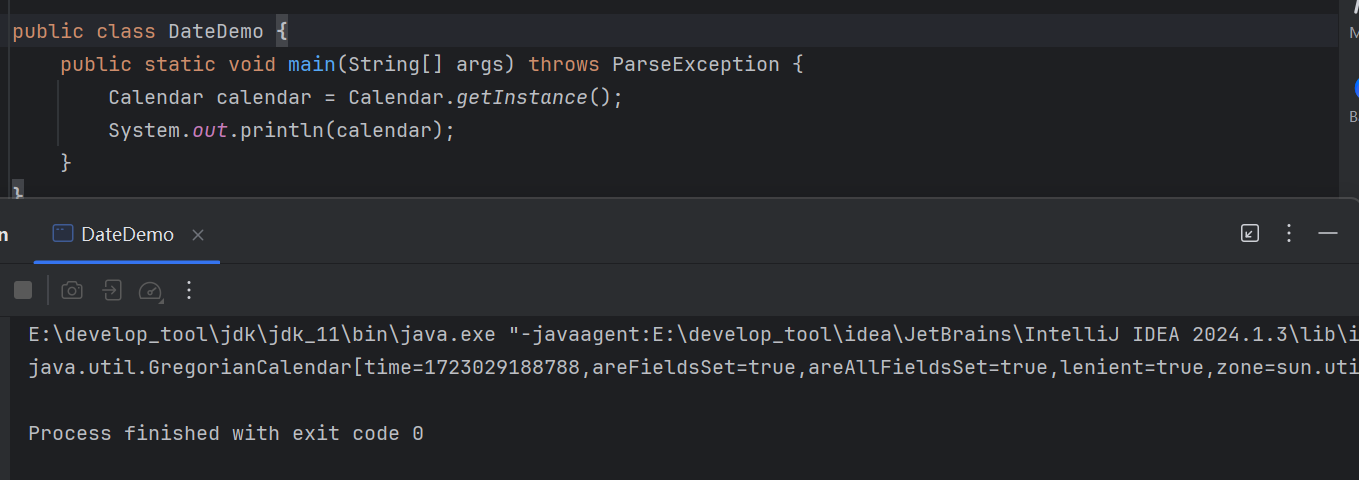 public class DateDemo {
public static void main(String[] args) throws ParseException {
Calendar calendar = Calendar.getInstance();
System.out.println(calendar);
}
}
DateDemo
E:\develop_tool\jdk\jdk_11\bin\java.exe "-javaagent:E:\develop_tool\idea\JetBrains\IntelliJ IDEA 2024.1.3\lib\i
java.util.GregorianCalendar[time=1723029188788,areFieldsSet=true,areAllFieldsSet=true,lenient=true,zone=sun.uti
Process finished with exit code 0